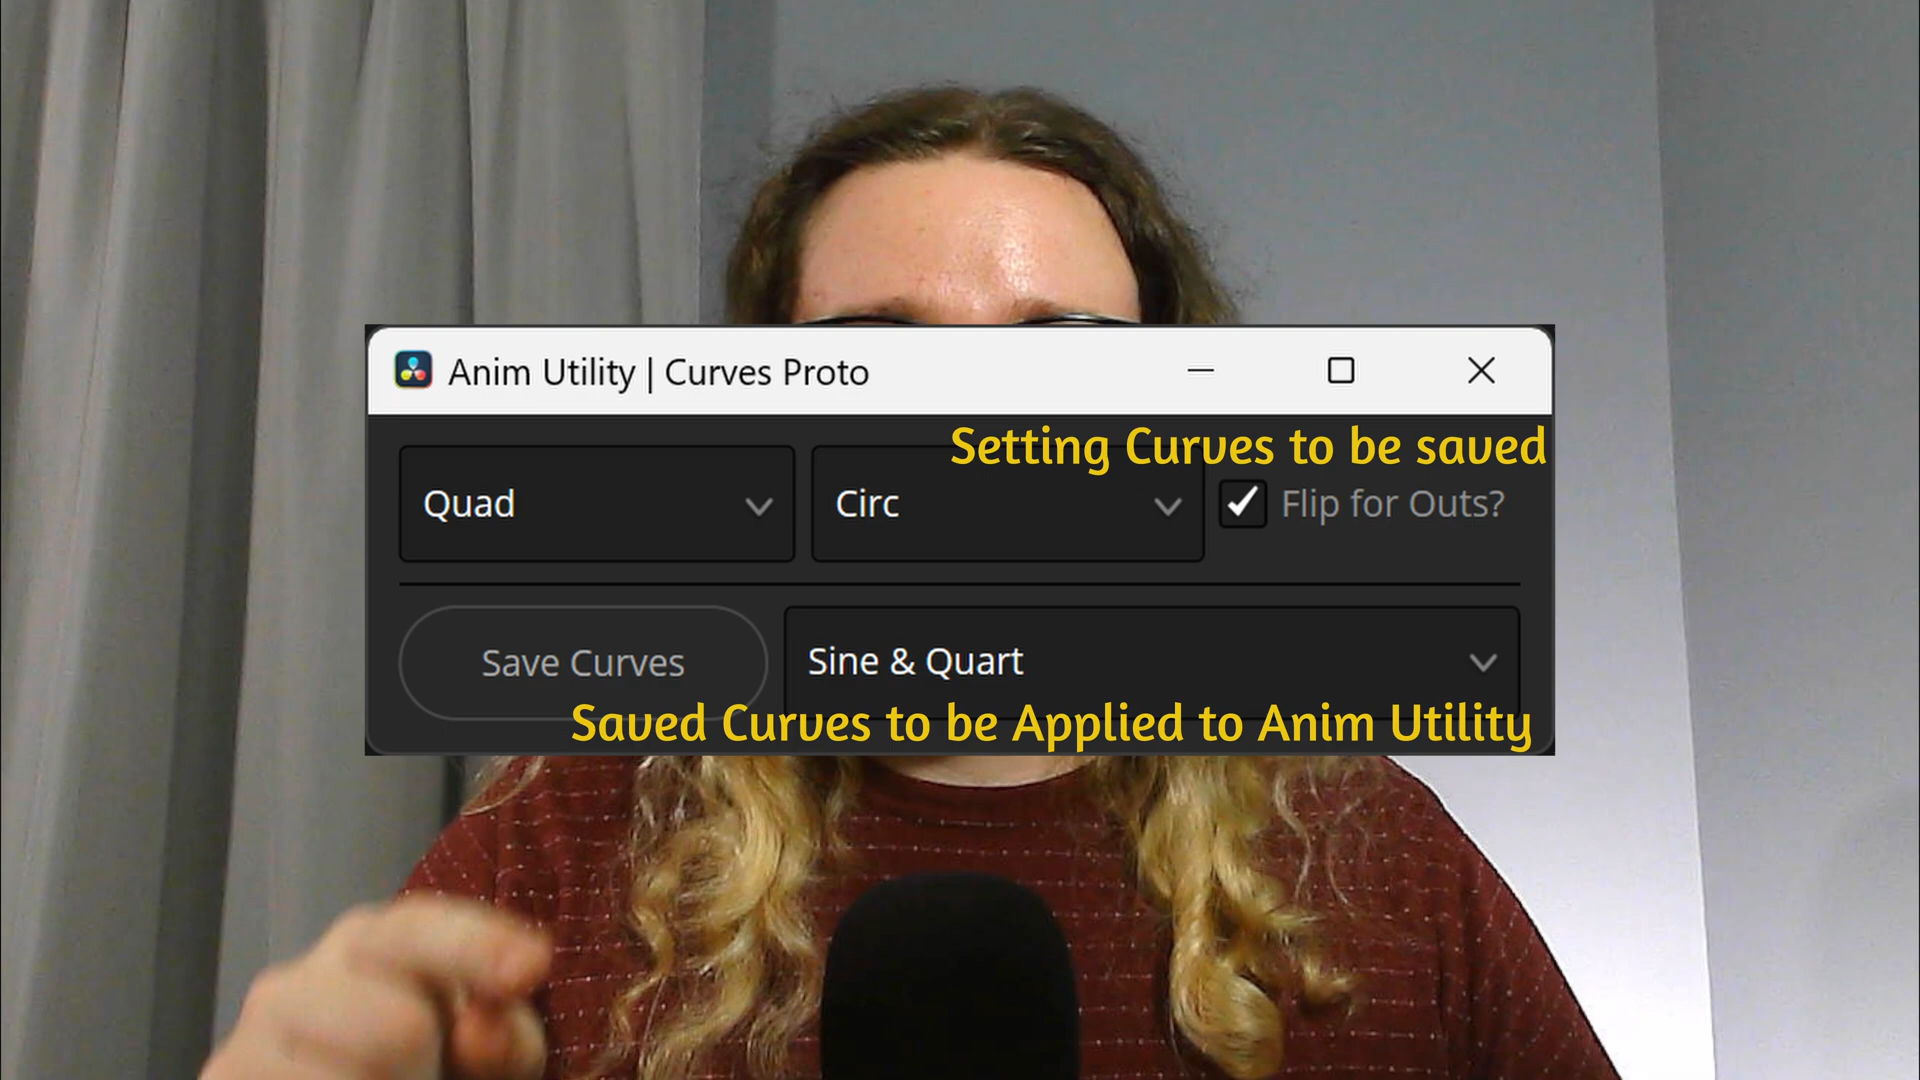 Anim Utility | Curves Proto
Setting Curves to be saved
Quad
Circ
Flip for Outs?
Save Curves
Sine & Quart
Saved Curves to be Applied to Anim Utility